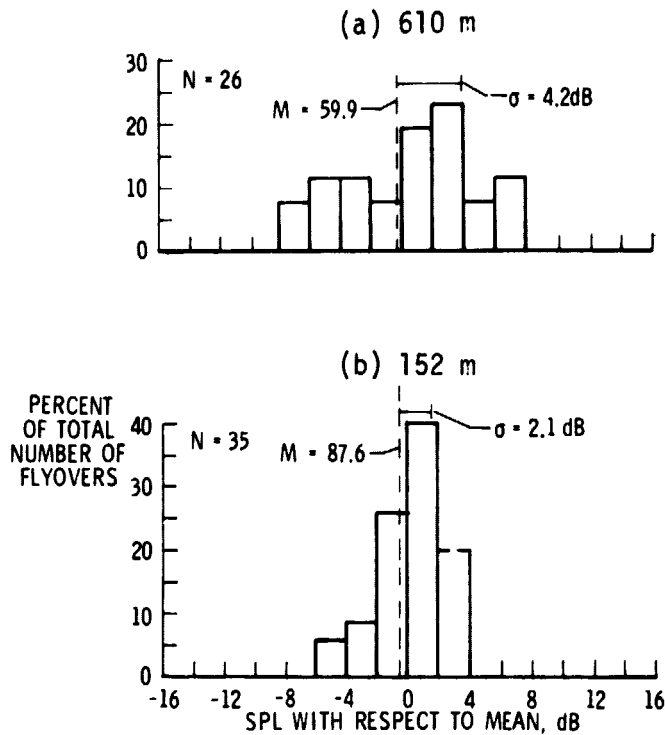 (a) 610 m
30
20
10
0
N = 26
M = 59.9
σ = 4.2dB
(b) 152 m
PERCENT
OF TOTAL
NUMBER OF
FLYOVERS
40
30
20
10
0
N = 35
M = 87.6
σ = 2.1 dB
-16 -12 -8 -4 0 4 8 12 16
SPL WITH RESPECT TO MEAN, dB